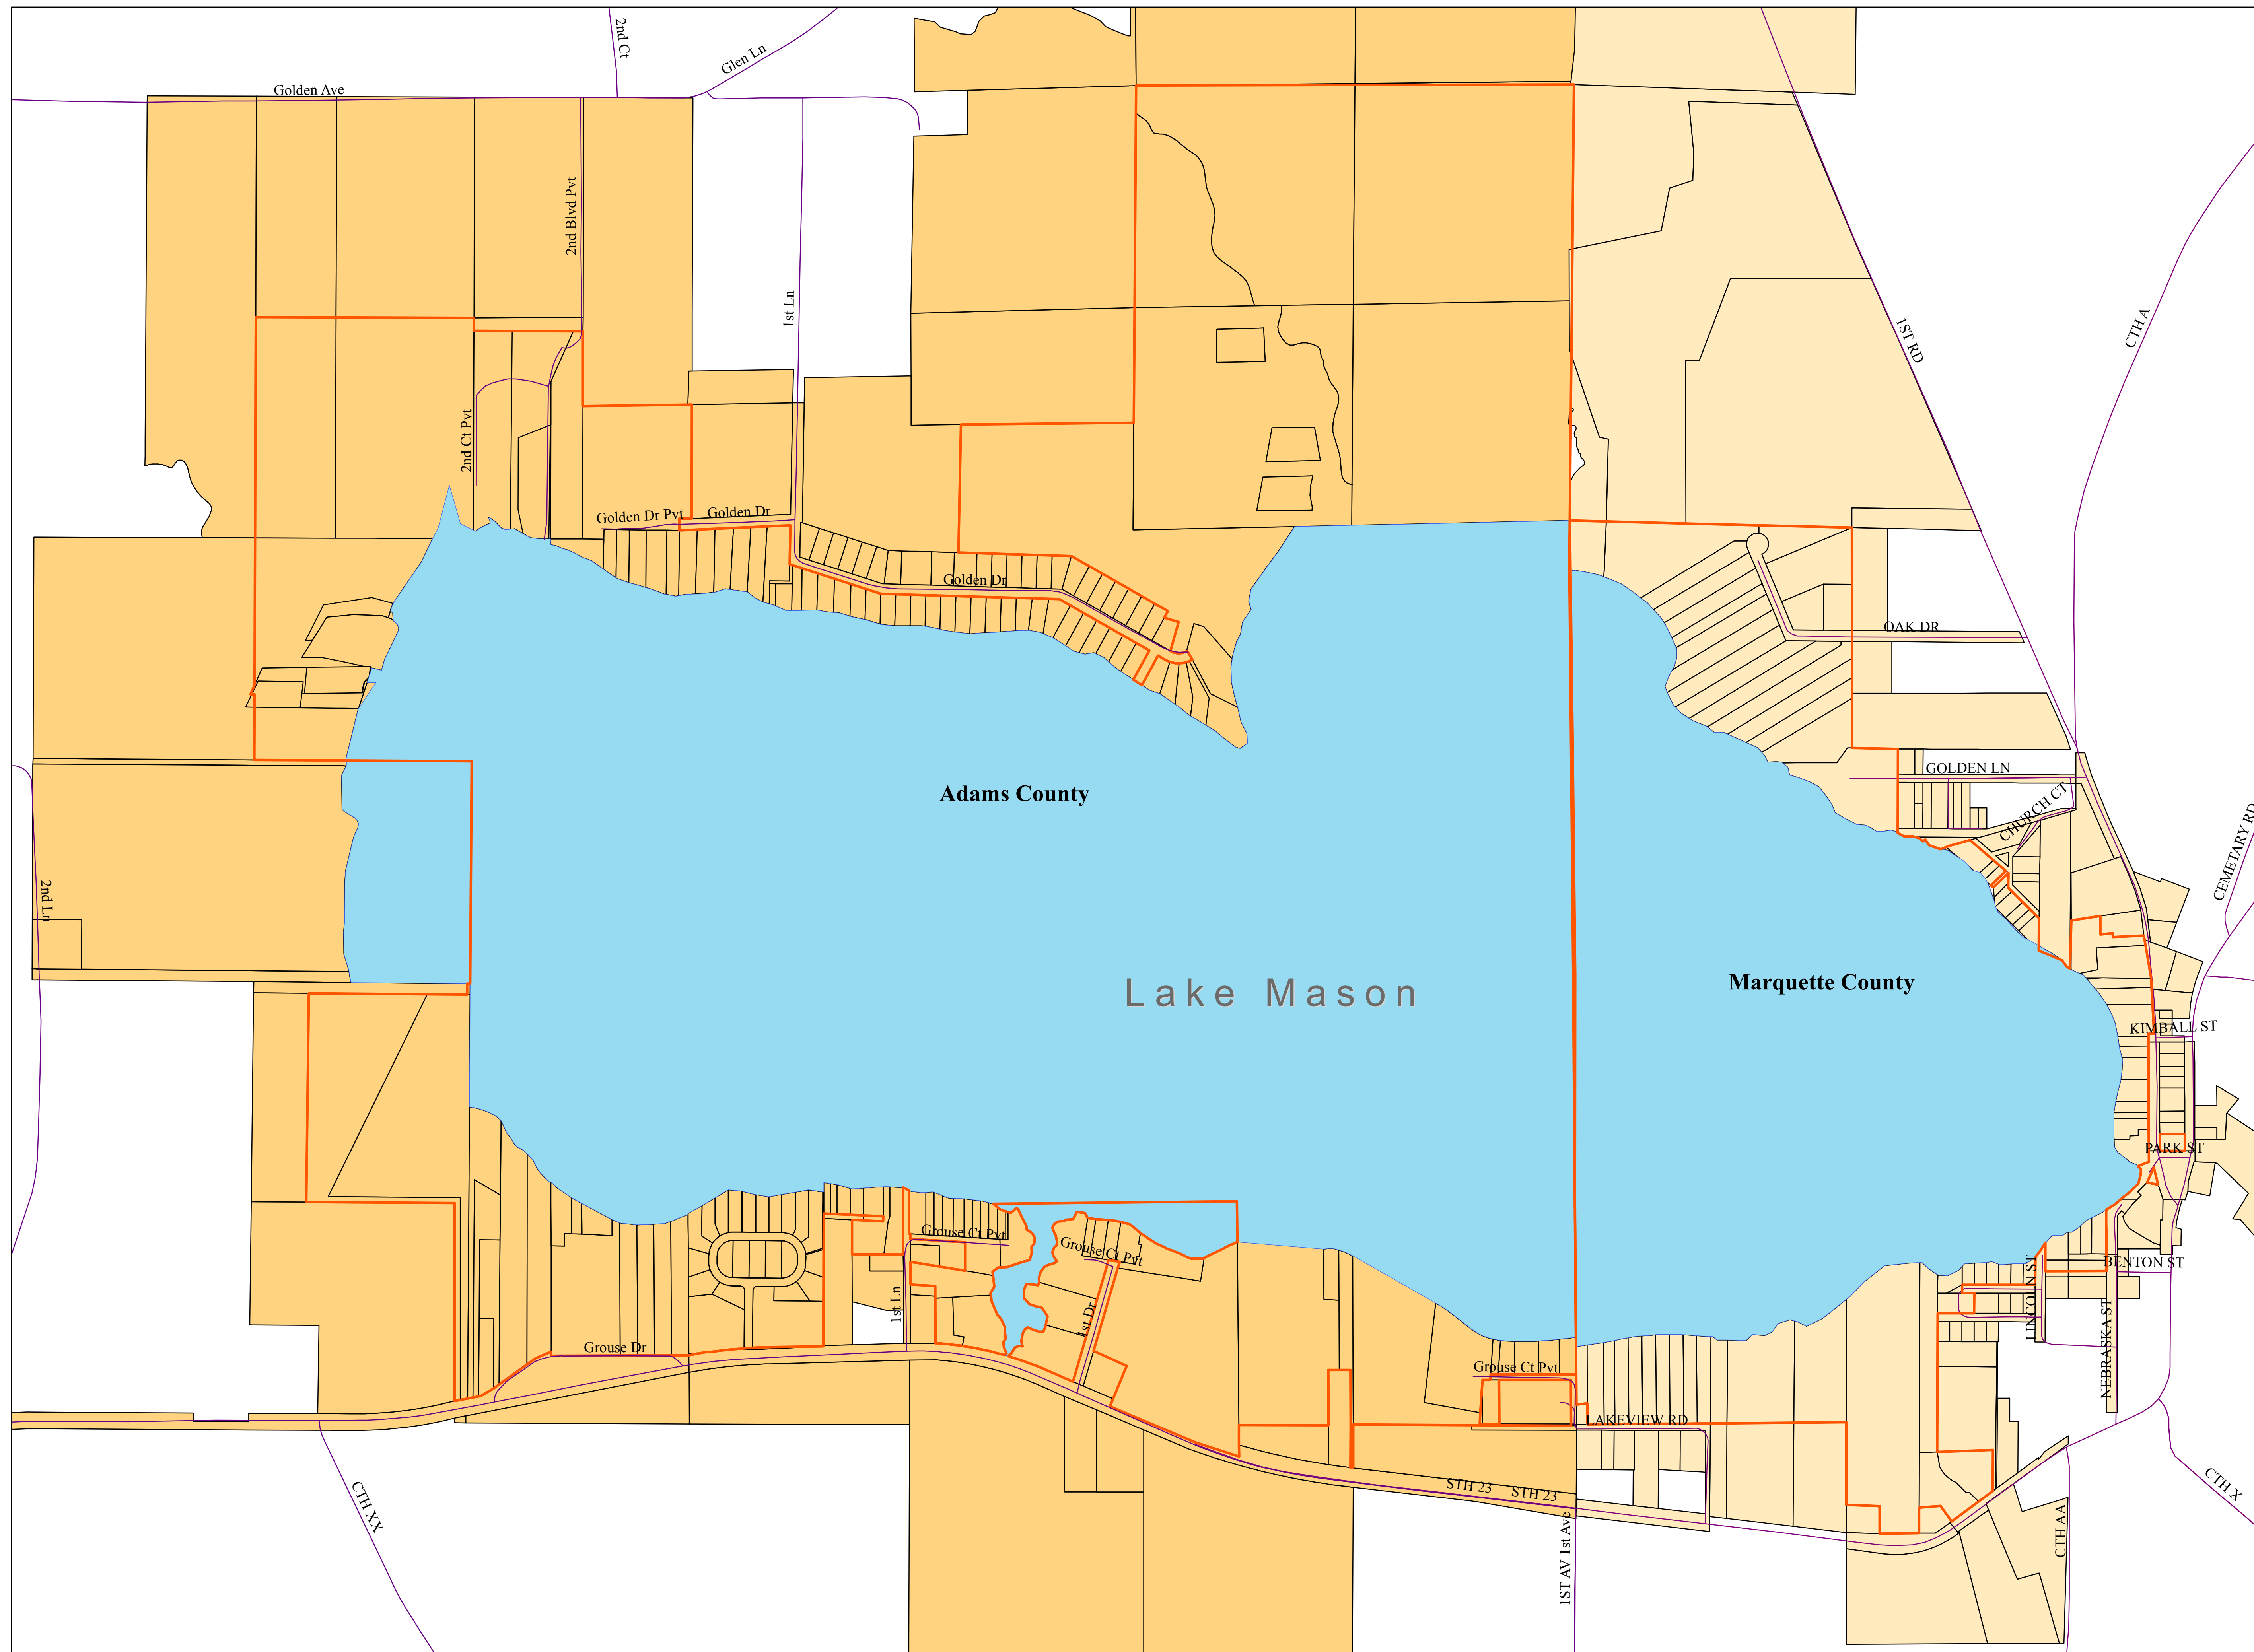 2nd Ct
Glen Ln
Golden Ave
2nd Blvd Pvt
1st Ln
1ST RD
CTH A
2nd Ct Pvt
Golden Dr Pvt
Golden Dr
Golden Dr
OAK DR
GOLDEN LN
Adams County
CHURCH CT
CEMETARY RD
2nd Ln
Lake Mason
Marquette County
KIMBALL ST
PARK ST
Grouse Ct Pvt
Grouse Ct Pvt
BENTON ST
LINCOLN ST
1st Ln
1st Dr
NEBRASKA ST
Grouse Dr
Grouse Ct Pvt
LAKEVIEW RD
CTH XX
STH 23
STH 23
CTH X
1ST AV 1st Ave
CTH AA